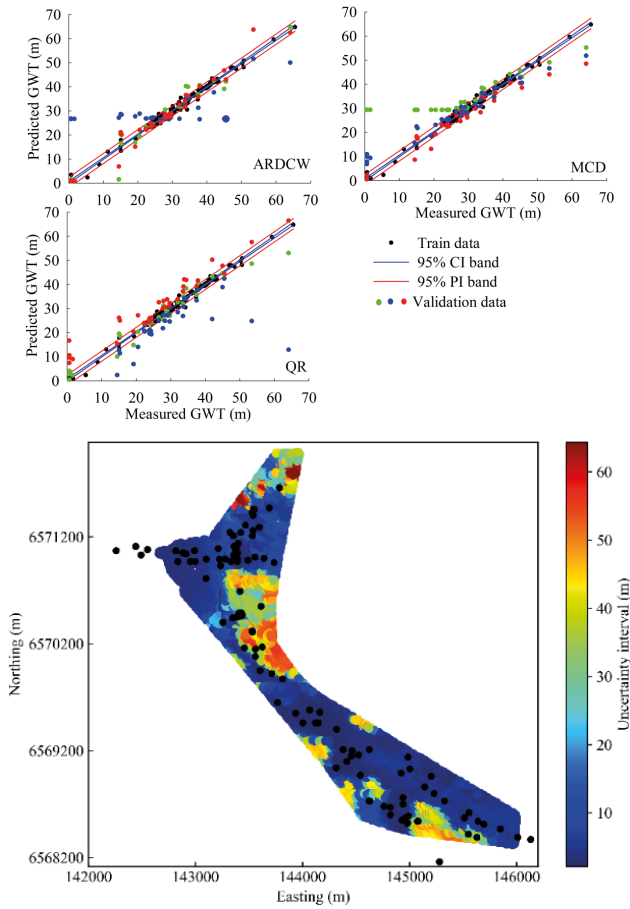 70
60
50
40
30
20
10
0
Predicted GWT (m)
ARDCW
0 10 20 30 40 50 60 70
Measured GWT (m)
70
60
50
40
30
20
10
0
Predicted GWT (m)
MCD
0 10 20 30 40 50 60 70
Measured GWT (m)
70
60
50
40
30
20
10
0
Predicted GWT (m)
QR
0 10 20 30 40 50 60 70
Measured GWT (m)
Train data
95% CI band
95% PI band
Validation data
6571200
6570200
6569200
6568200
Northing (m)
142000 143000 144000 145000 146000
Easting (m)
60
50
40
30
20
10
Uncertainty interval (m)